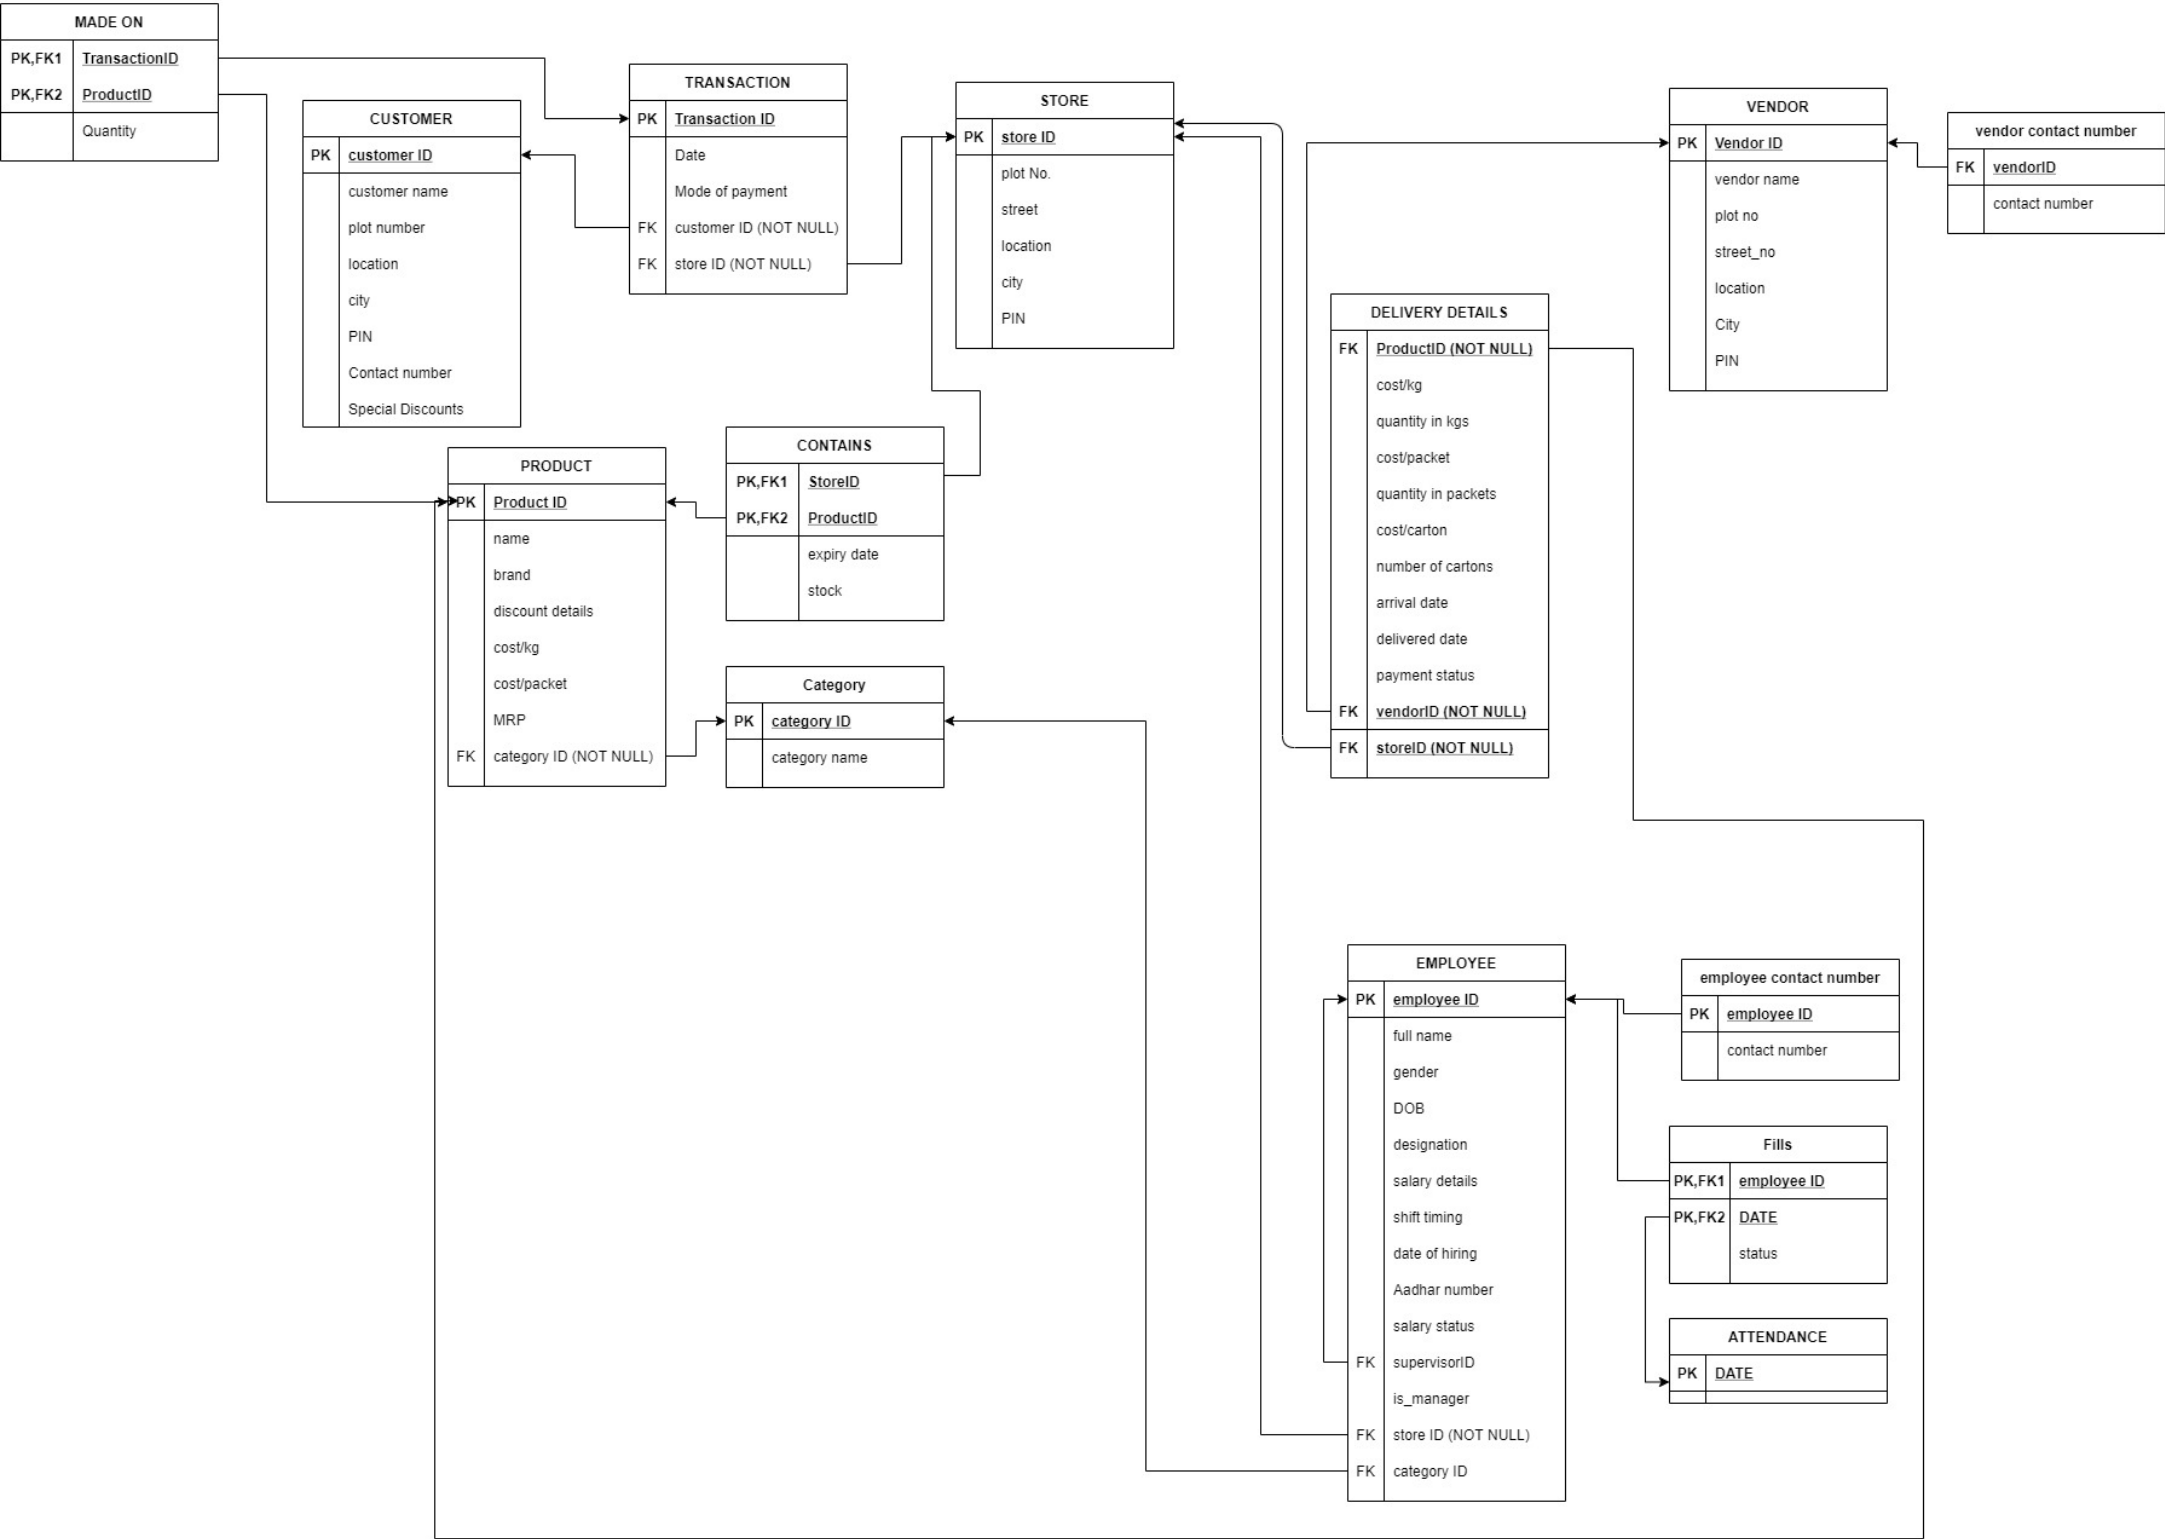 MADE ON
PK,FK1 TransactionID
PK,FK2 ProductID
Quantity
CUSTOMER
PK customer ID
customer name
plot number
location
city
PIN
Contact number
Special Discounts
TRANSACTION
PK Transaction ID
Date
Mode of payment
FK customer ID (NOT NULL)
FK store ID (NOT NULL)
STORE
PK store ID
plot No.
street
location
city
PIN
VENDOR
PK Vendor ID
vendor name
plot no
street_no
location
City
PIN
vendor contact number
FK vendorID
contact number
DELIVERY DETAILS
FK ProductID (NOT NULL)
cost/kg
quantity in kgs
cost/packet
quantity in packets
cost/carton
number of cartons
arrival date
delivered date
payment status
FK vendorID (NOT NULL)
FK storeID (NOT NULL)
PRODUCT
PK Product ID
name
brand
discount details
cost/kg
cost/packet
MRP
FK category ID (NOT NULL)
CONTAINS
PK,FK1 StoreID
PK,FK2 ProductID
expiry date
stock
Category
PK category ID
category name
EMPLOYEE
PK employee ID
full name
gender
DOB
designation
salary details
shift timing
date of hiring
Aadhar number
salary status
FK supervisorID
is_manager
FK store ID (NOT NULL)
FK category ID
employee contact number
PK employee ID
contact number
Fills
PK,FK1 employee ID
PK,FK2 DATE
status
ATTENDANCE
PK DATE